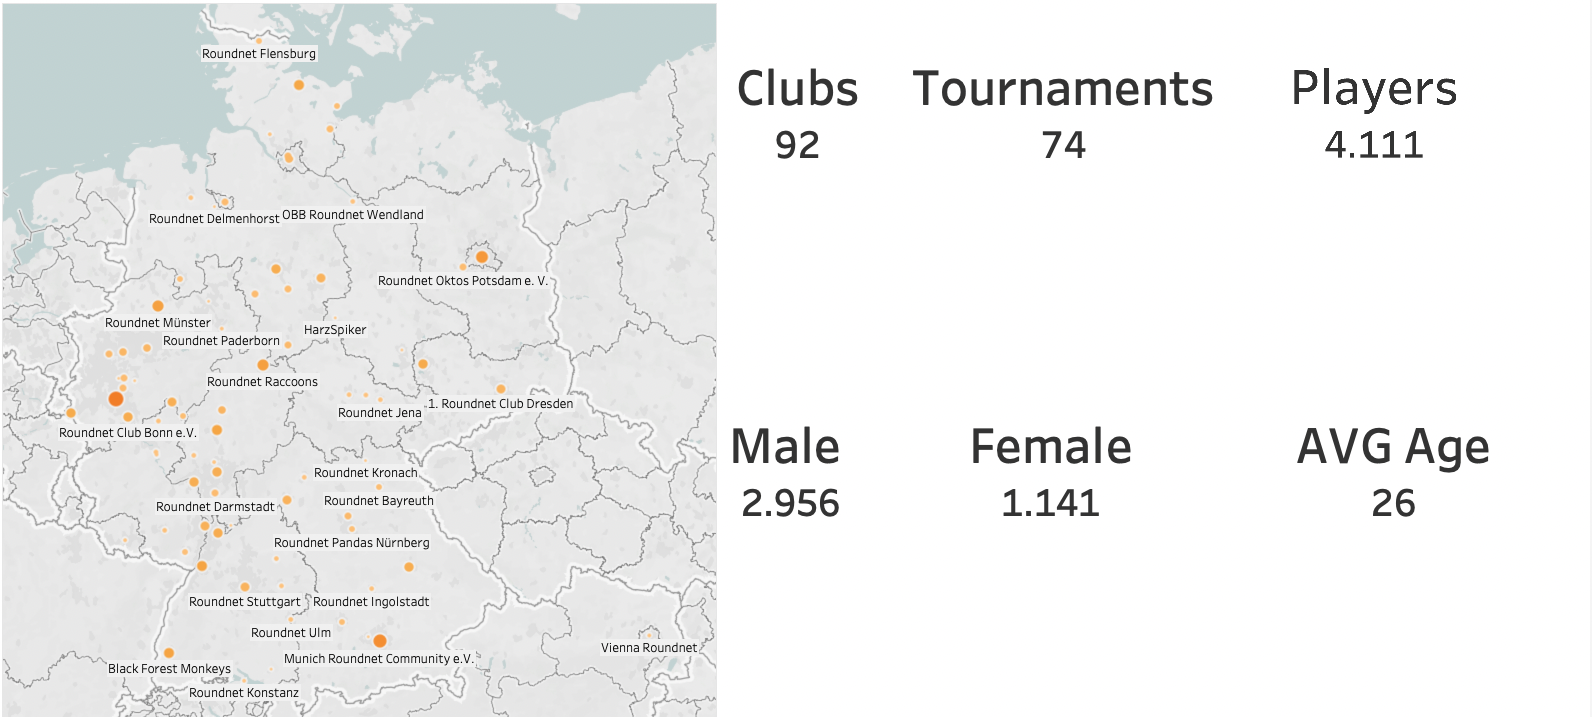 Roundnet Flensburg
Roundnet Delmenhorst
OBB Roundnet Wendland
Roundnet Oktos Potsdam e. V.
Roundnet Münster
HarzSpiker
Roundnet Paderborn
Roundnet Raccoons
1. Roundnet Club Dresden
Roundnet Jena
Roundnet Club Bonn e.V.
Roundnet Kronach
Roundnet Bayreuth
Roundnet Darmstadt
Roundnet Pandas Nürnberg
Roundnet Stuttgart
Roundnet Ingolstadt
Roundnet Ulm
Vienna Roundnet
Munich Roundnet Community e.V.
Black Forest Monkeys
Roundnet Konstanz
Clubs
92
Tournaments
74
Players
4.111
Male
2.956
Female
1.141
AVG Age
26